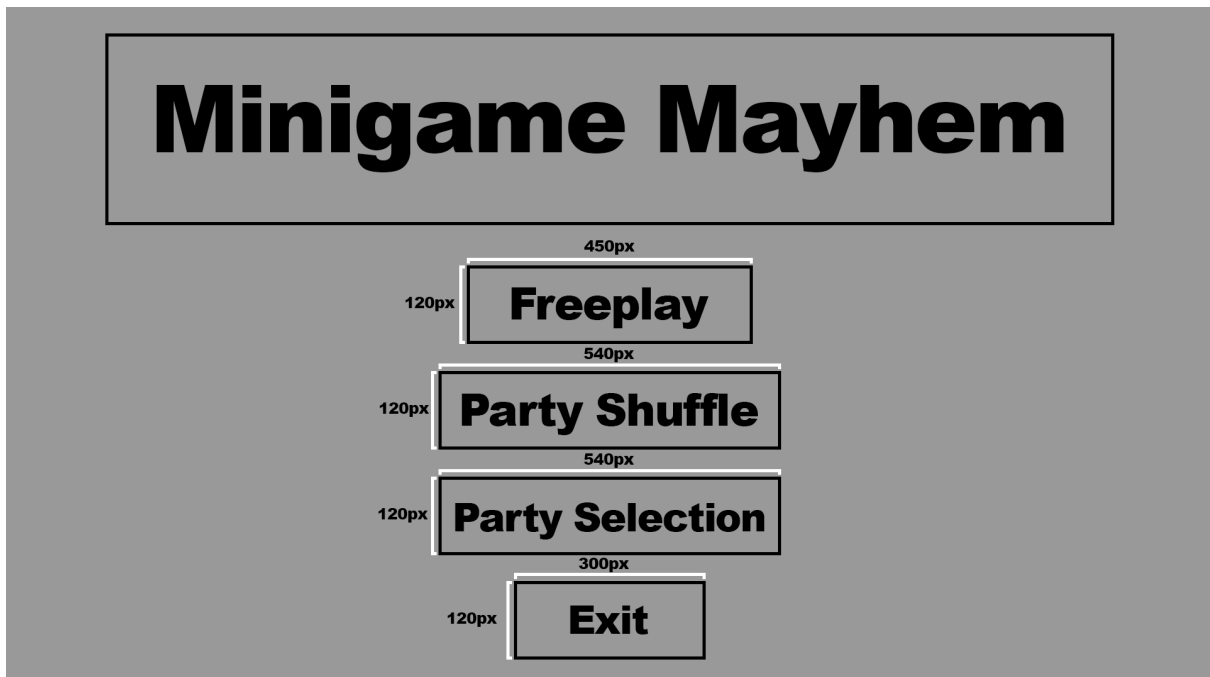 Minigame Mayhem
450px
120px
Freeplay
540px
120px
Party Shuffle
540px
120px
Party Selection
300px
120px
Exit